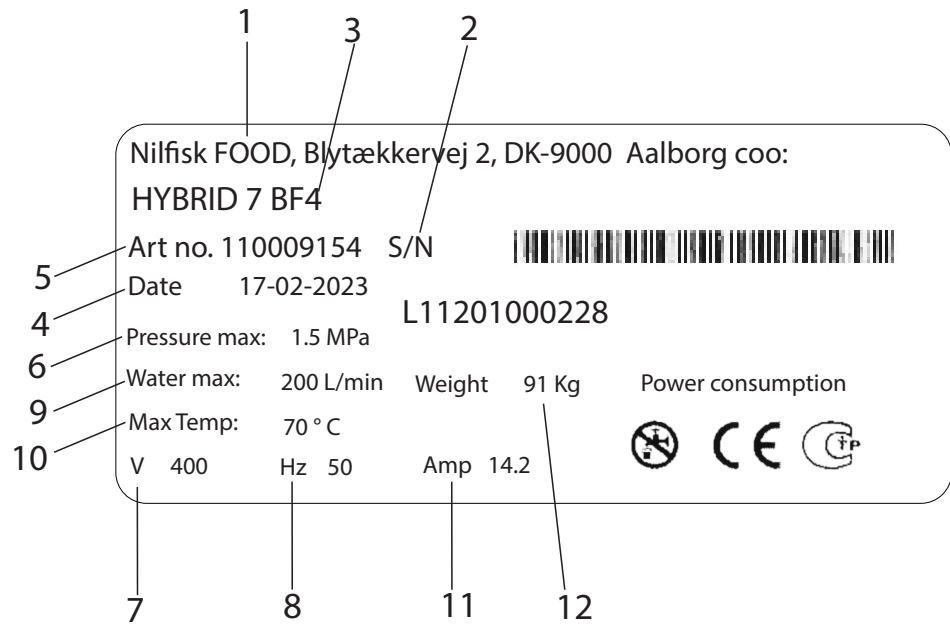 1
3
2
Nilfisk FOOD, Blytækkervej 2, DK-9000 Aalborg coo:
HYBRID 7 BF4
5
Art no. 110009154 S/N
4
Date 17-02-2023
L11201000228
6
Pressure max: 1.5 MPa
9
Water max: 200 L/min Weight 91 Kg Power consumption
10
Max Temp: 70 ° C
CE
CTP
V 400 Hz 50 Amp 14.2
7
8
11
12